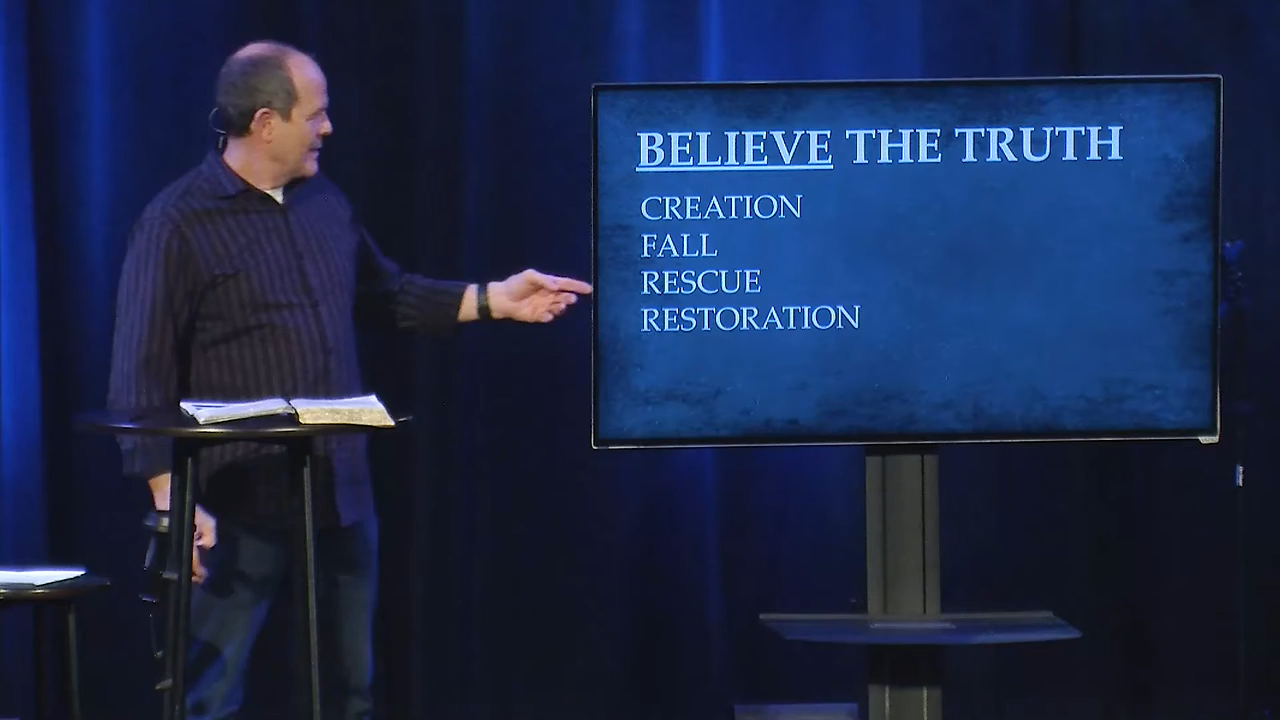 BELIEVE THE TRUTH
CREATION
FALL
RESCUE
RESTORATION